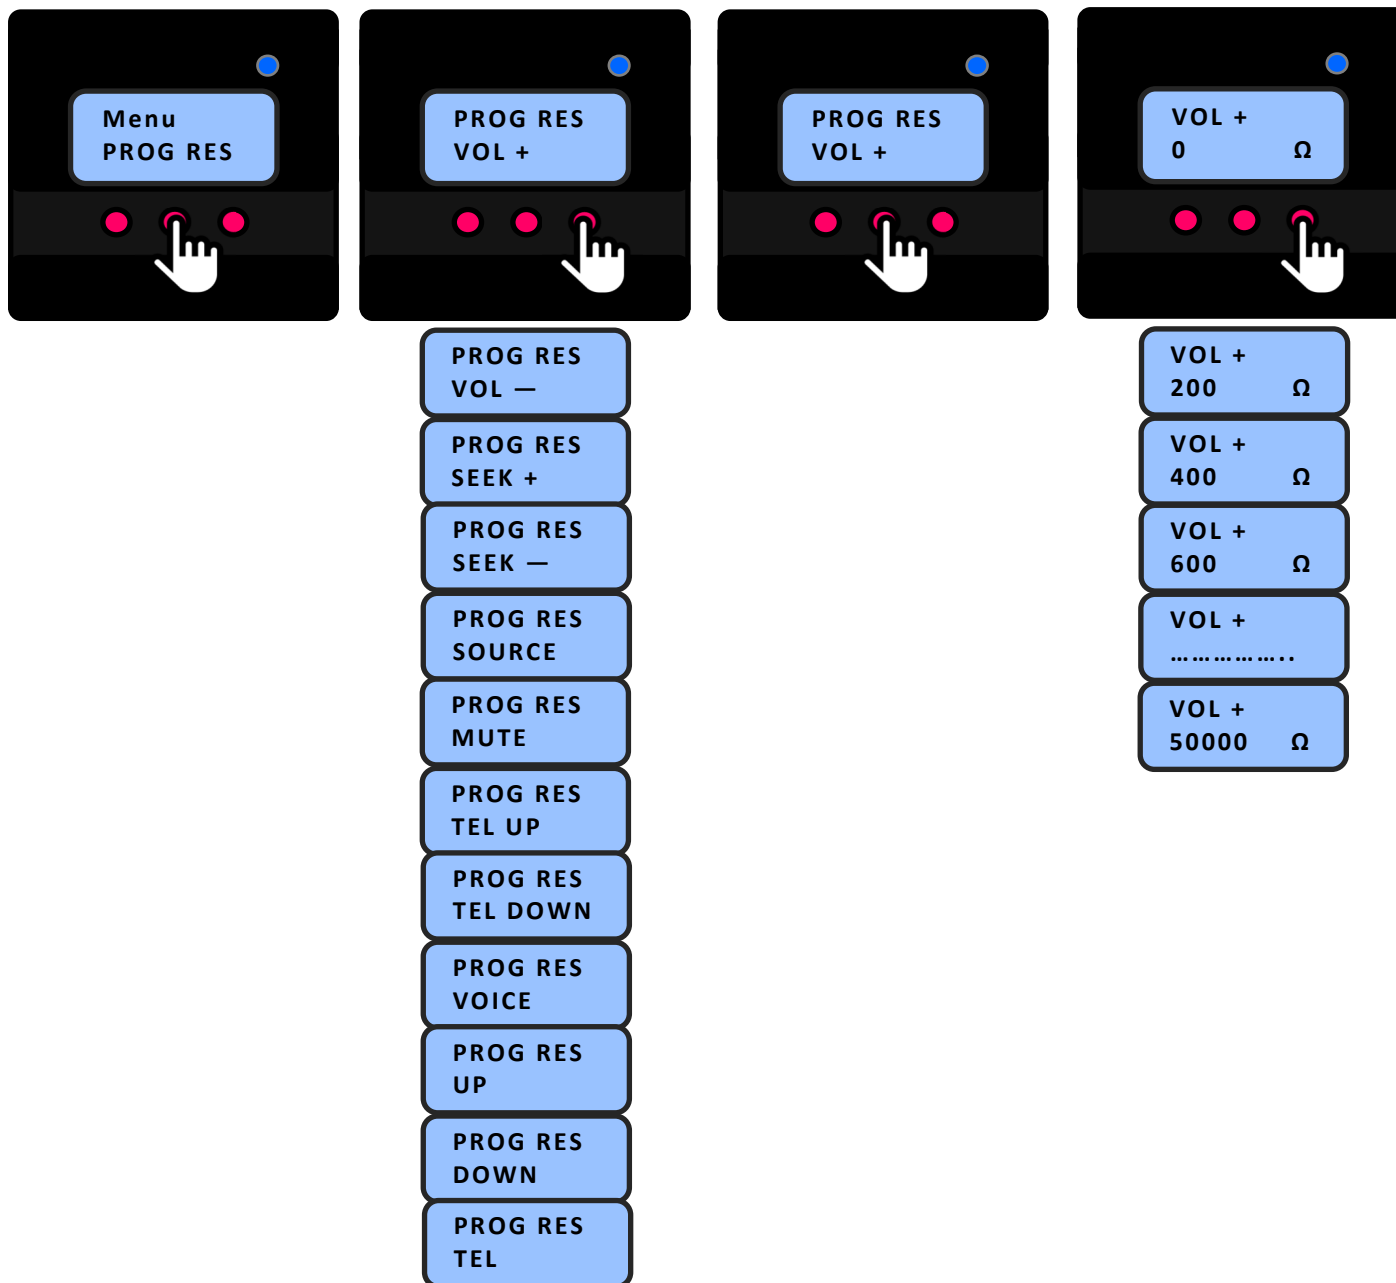 Menu
PROG RES
PROG RES
VOL +
PROG RES
VOL +
VOL +
0 Ω
PROG RES
VOL —
PROG RES
SEEK +
PROG RES
SEEK —
PROG RES
SOURCE
PROG RES
MUTE
PROG RES
TEL UP
PROG RES
TEL DOWN
PROG RES
VOICE
PROG RES
UP
PROG RES
DOWN
PROG RES
TEL
VOL +
200 Ω
VOL +
400 Ω
VOL +
600 Ω
VOL +
……………..
VOL +
50000 Ω